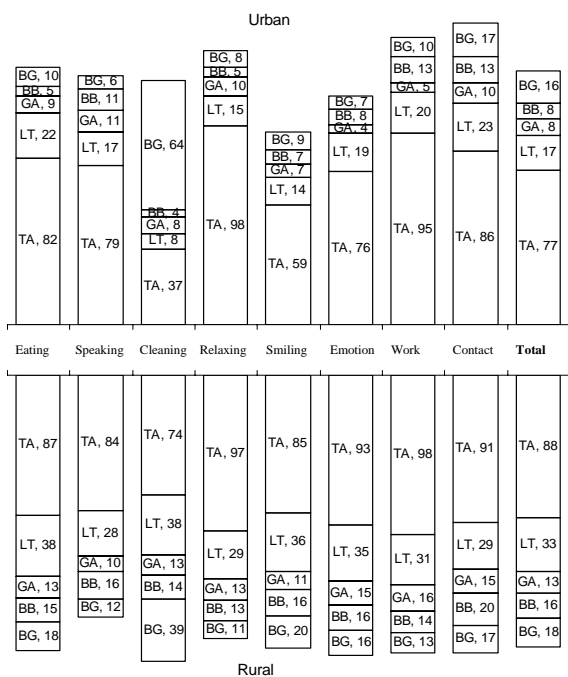 Urban
BG, 10
BB, 5
GA, 9
LT, 22
TA, 82
BG, 6
BB, 11
GA, 11
LT, 17
TA, 79
BG, 64
BB, 4
GA, 8
LT, 8
TA, 37
BG, 8
BB, 5
GA, 10
LT, 15
TA, 98
BG, 9
BB, 7
GA, 7
LT, 14
TA, 59
BG, 7
BB, 8
GA, 4
LT, 19
TA, 76
BG, 10
BB, 13
GA, 5
LT, 20
TA, 95
BG, 17
BB, 13
GA, 10
LT, 23
TA, 86
BG, 16
BB, 8
GA, 8
LT, 17
TA, 77
Eating Speaking Cleaning Relaxing Smiling Emotion Work Contact Total
TA, 87
LT, 38
GA, 13
BB, 15
BG, 18
TA, 84
LT, 28
GA, 10
BB, 16
BG, 12
TA, 74
LT, 38
GA, 13
BB, 14
BG, 39
TA, 97
LT, 29
GA, 13
BB, 13
BG, 11
TA, 85
LT, 36
GA, 11
BB, 16
BG, 20
TA, 93
LT, 35
GA, 15
BB, 16
BG, 16
TA, 98
LT, 31
GA, 16
BB, 14
BG, 13
TA, 91
LT, 29
GA, 15
BB, 20
BG, 17
TA, 88
LT, 33
GA, 13
BB, 16
BG, 18
Rural